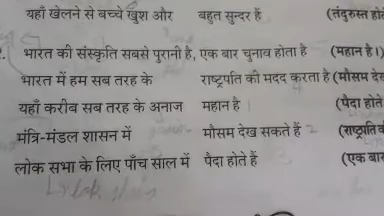 यहाँ खेलने से बच्चे खुश और बहुत सुन्दर हैं (तंदुरुस्त होते
भारत की संस्कृति सबसे पुरानी है, एक बार चुनाव होता है (महान है।)
भारत में हम सब तरह के राष्ट्रपति की मदद करता है (मौसम देख
यहाँ करीब सब तरह के अनाज महान है (पैदा होते
मंत्रि-मंडल शासन में मौसम देख सकते हैं (राष्ट्रपति की
लोक सभा के लिए पाँच साल में पैदा होते हैं (एक बार